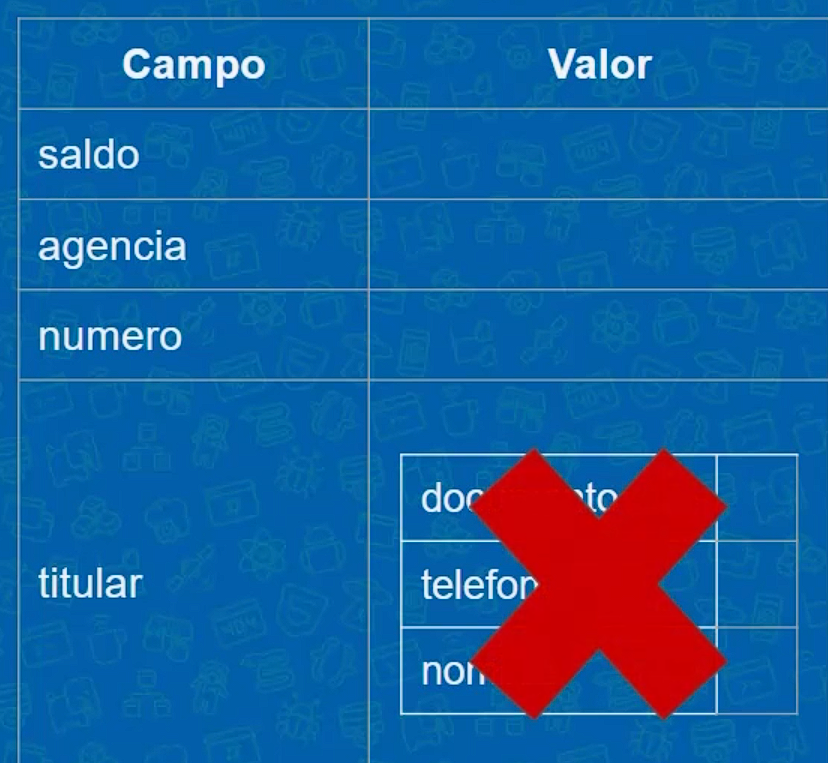 Campo Valor
saldo
agencia
numero
titular